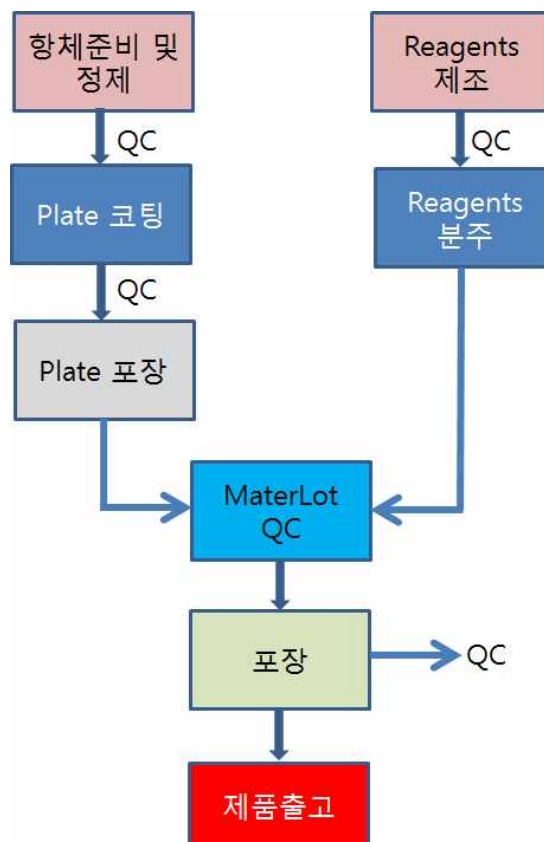 항체준비 및
정제
Reagents
제조
QC
QC
Plate 코팅
Reagents
분주
QC
Plate 포장
MaterLot
QC
포장
QC
제품출고